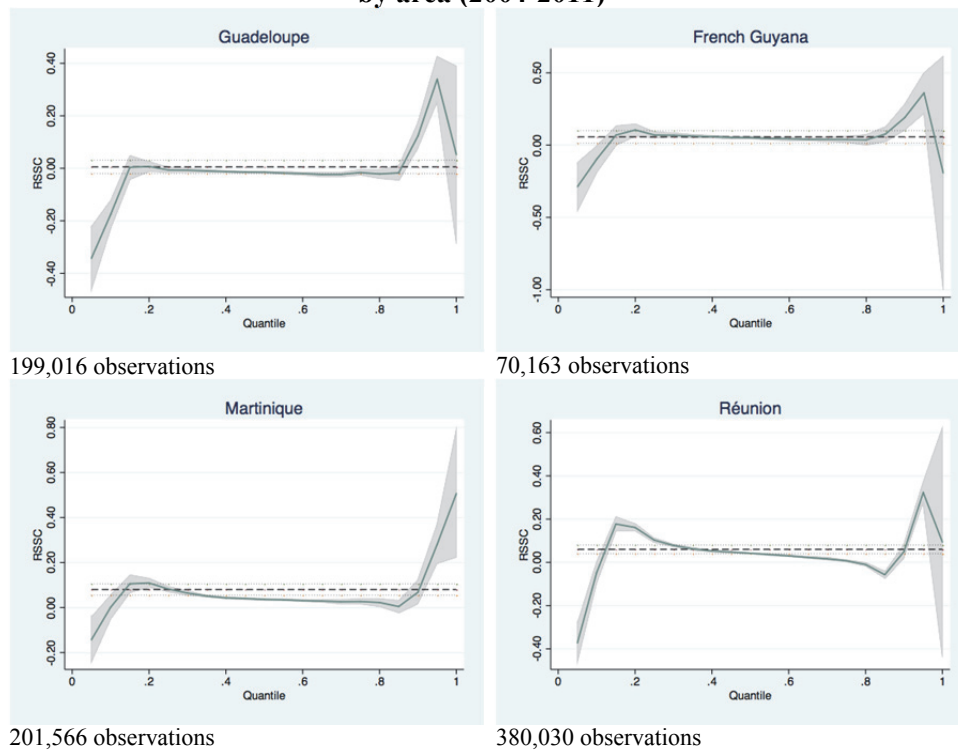 by area (2004-2011)
Guadeloupe
RSSC
0.40
0.20
0.00
-0.20
-0.40
0
.2
.4
.6
.8
1
Quantile
199,016 observations
French Guyana
RSSC
0.50
0.00
-0.50
-1.00
0
.2
.4
.6
.8
1
Quantile
70,163 observations
Martinique
RSSC
0.80
0.60
0.40
0.20
0.00
-0.20
0
.2
.4
.6
.8
1
Quantile
201,566 observations
Réunion
RSSC
0.60
0.40
0.20
0.00
-0.20
-0.40
0
.2
.4
.6
.8
1
Quantile
380,030 observations